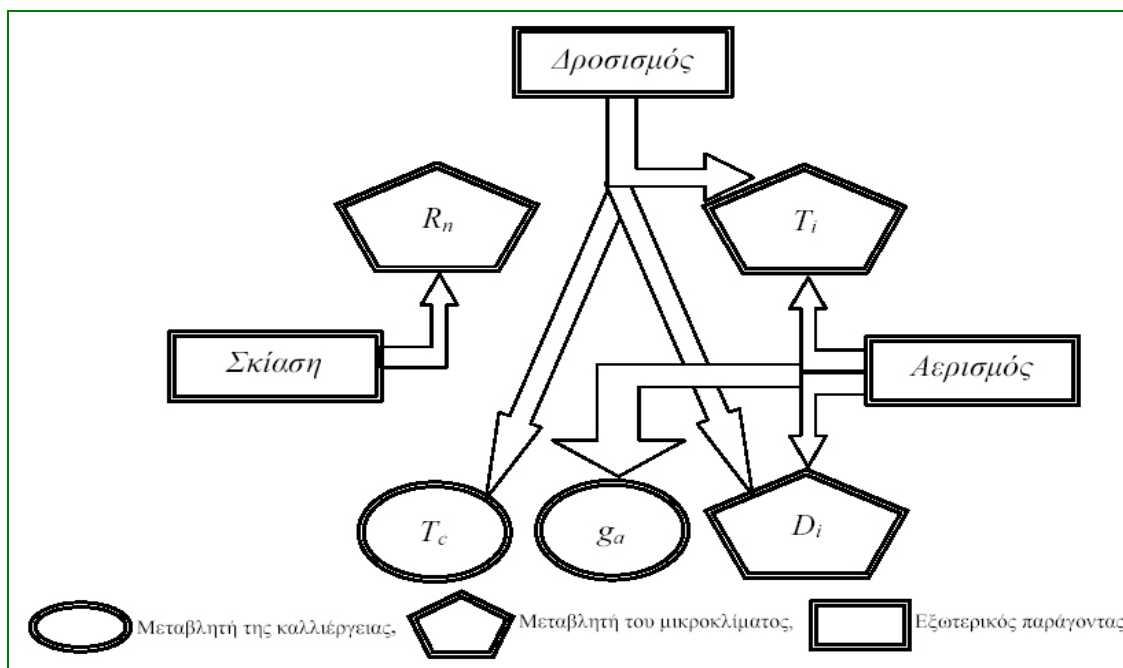 Δροσισμός
Rn
Ti
Σκίαση
Αερισμός
Tc
ga
Di
Μεταβλητή της καλλιέργειας,
Μεταβλητή του μικροκλίματος,
Εξωτερικός παράγοντας